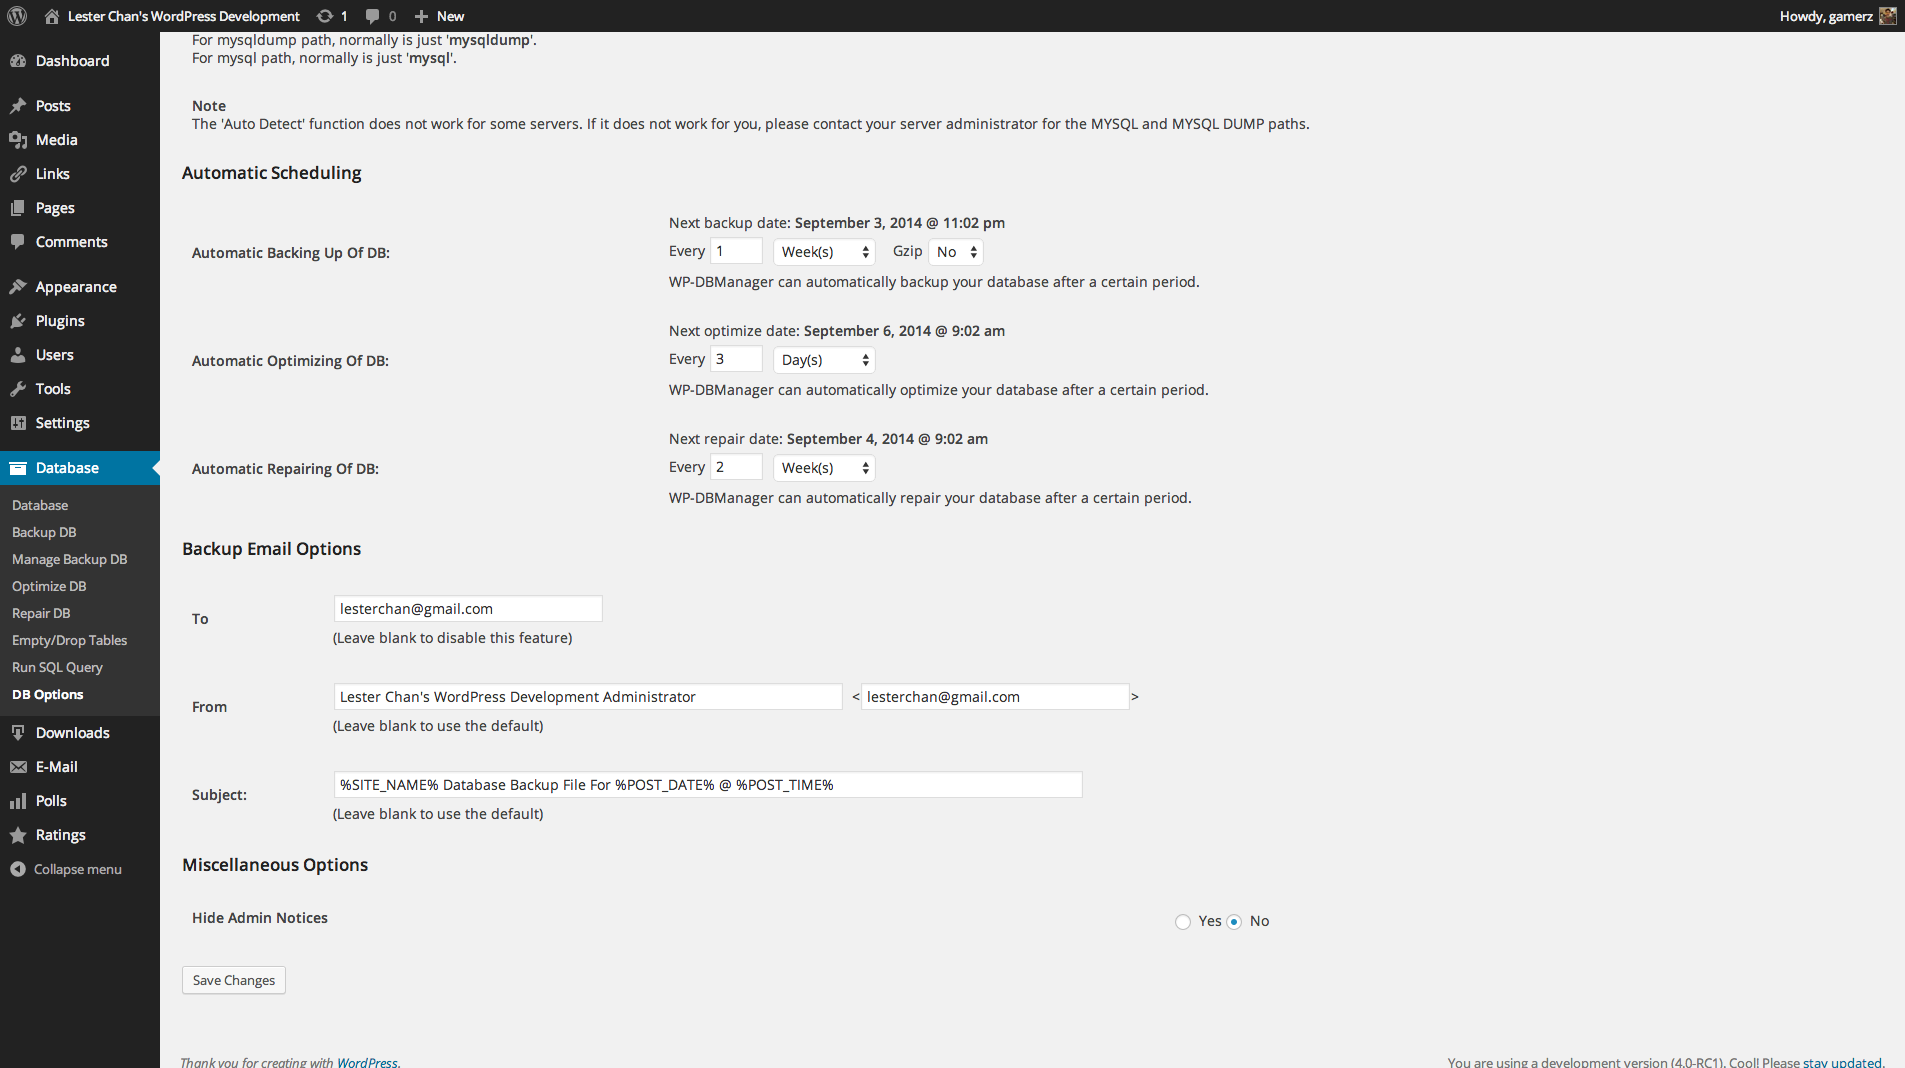 Lester Chan's WordPress Development 1 0 New Howdy, gamerz
Dashboard
Posts
Media
Links
Pages
Comments
Appearance
Plugins
Users
Tools
Settings
Database
Database
Backup DB
Manage Backup DB
Optimize DB
Repair DB
Empty/Drop Tables
Run SQL Query
DB Options
Downloads
E-Mail
Polls
Ratings
Collapse menu
For mysqldump path, normally is just 'mysqldump'.
For mysql path, normally is just 'mysql'.
Note
The 'Auto Detect' function does not work for some servers. If it does not work for you, please contact your server administrator for the MYSQL and MYSQL DUMP paths.
Automatic Scheduling
Automatic Backing Up Of DB:
Next backup date: September 3, 2014 @ 11:02 pm
Every 1 Week(s) Gzip No
WP-DBManager can automatically backup your database after a certain period.
Automatic Optimizing Of DB:
Next optimize date: September 6, 2014 @ 9:02 am
Every 3 Day(s)
WP-DBManager can automatically optimize your database after a certain period.
Automatic Repairing Of DB:
Next repair date: September 4, 2014 @ 9:02 am
Every 2 Week(s)
WP-DBManager can automatically repair your database after a certain period.
Backup Email Options
To lesterchan@gmail.com
(Leave blank to disable this feature)
From Lester Chan's WordPress Development Administrator <lesterchan@gmail.com>
(Leave blank to use the default)
Subject: %SITE_NAME% Database Backup File For %POST_DATE% @ %POST_TIME%
(Leave blank to use the default)
Miscellaneous Options
Hide Admin Notices Yes No
Save Changes
Thank you for creating with WordPress. You are using a development version (4.0-RC1). Cool! Please stay updated.